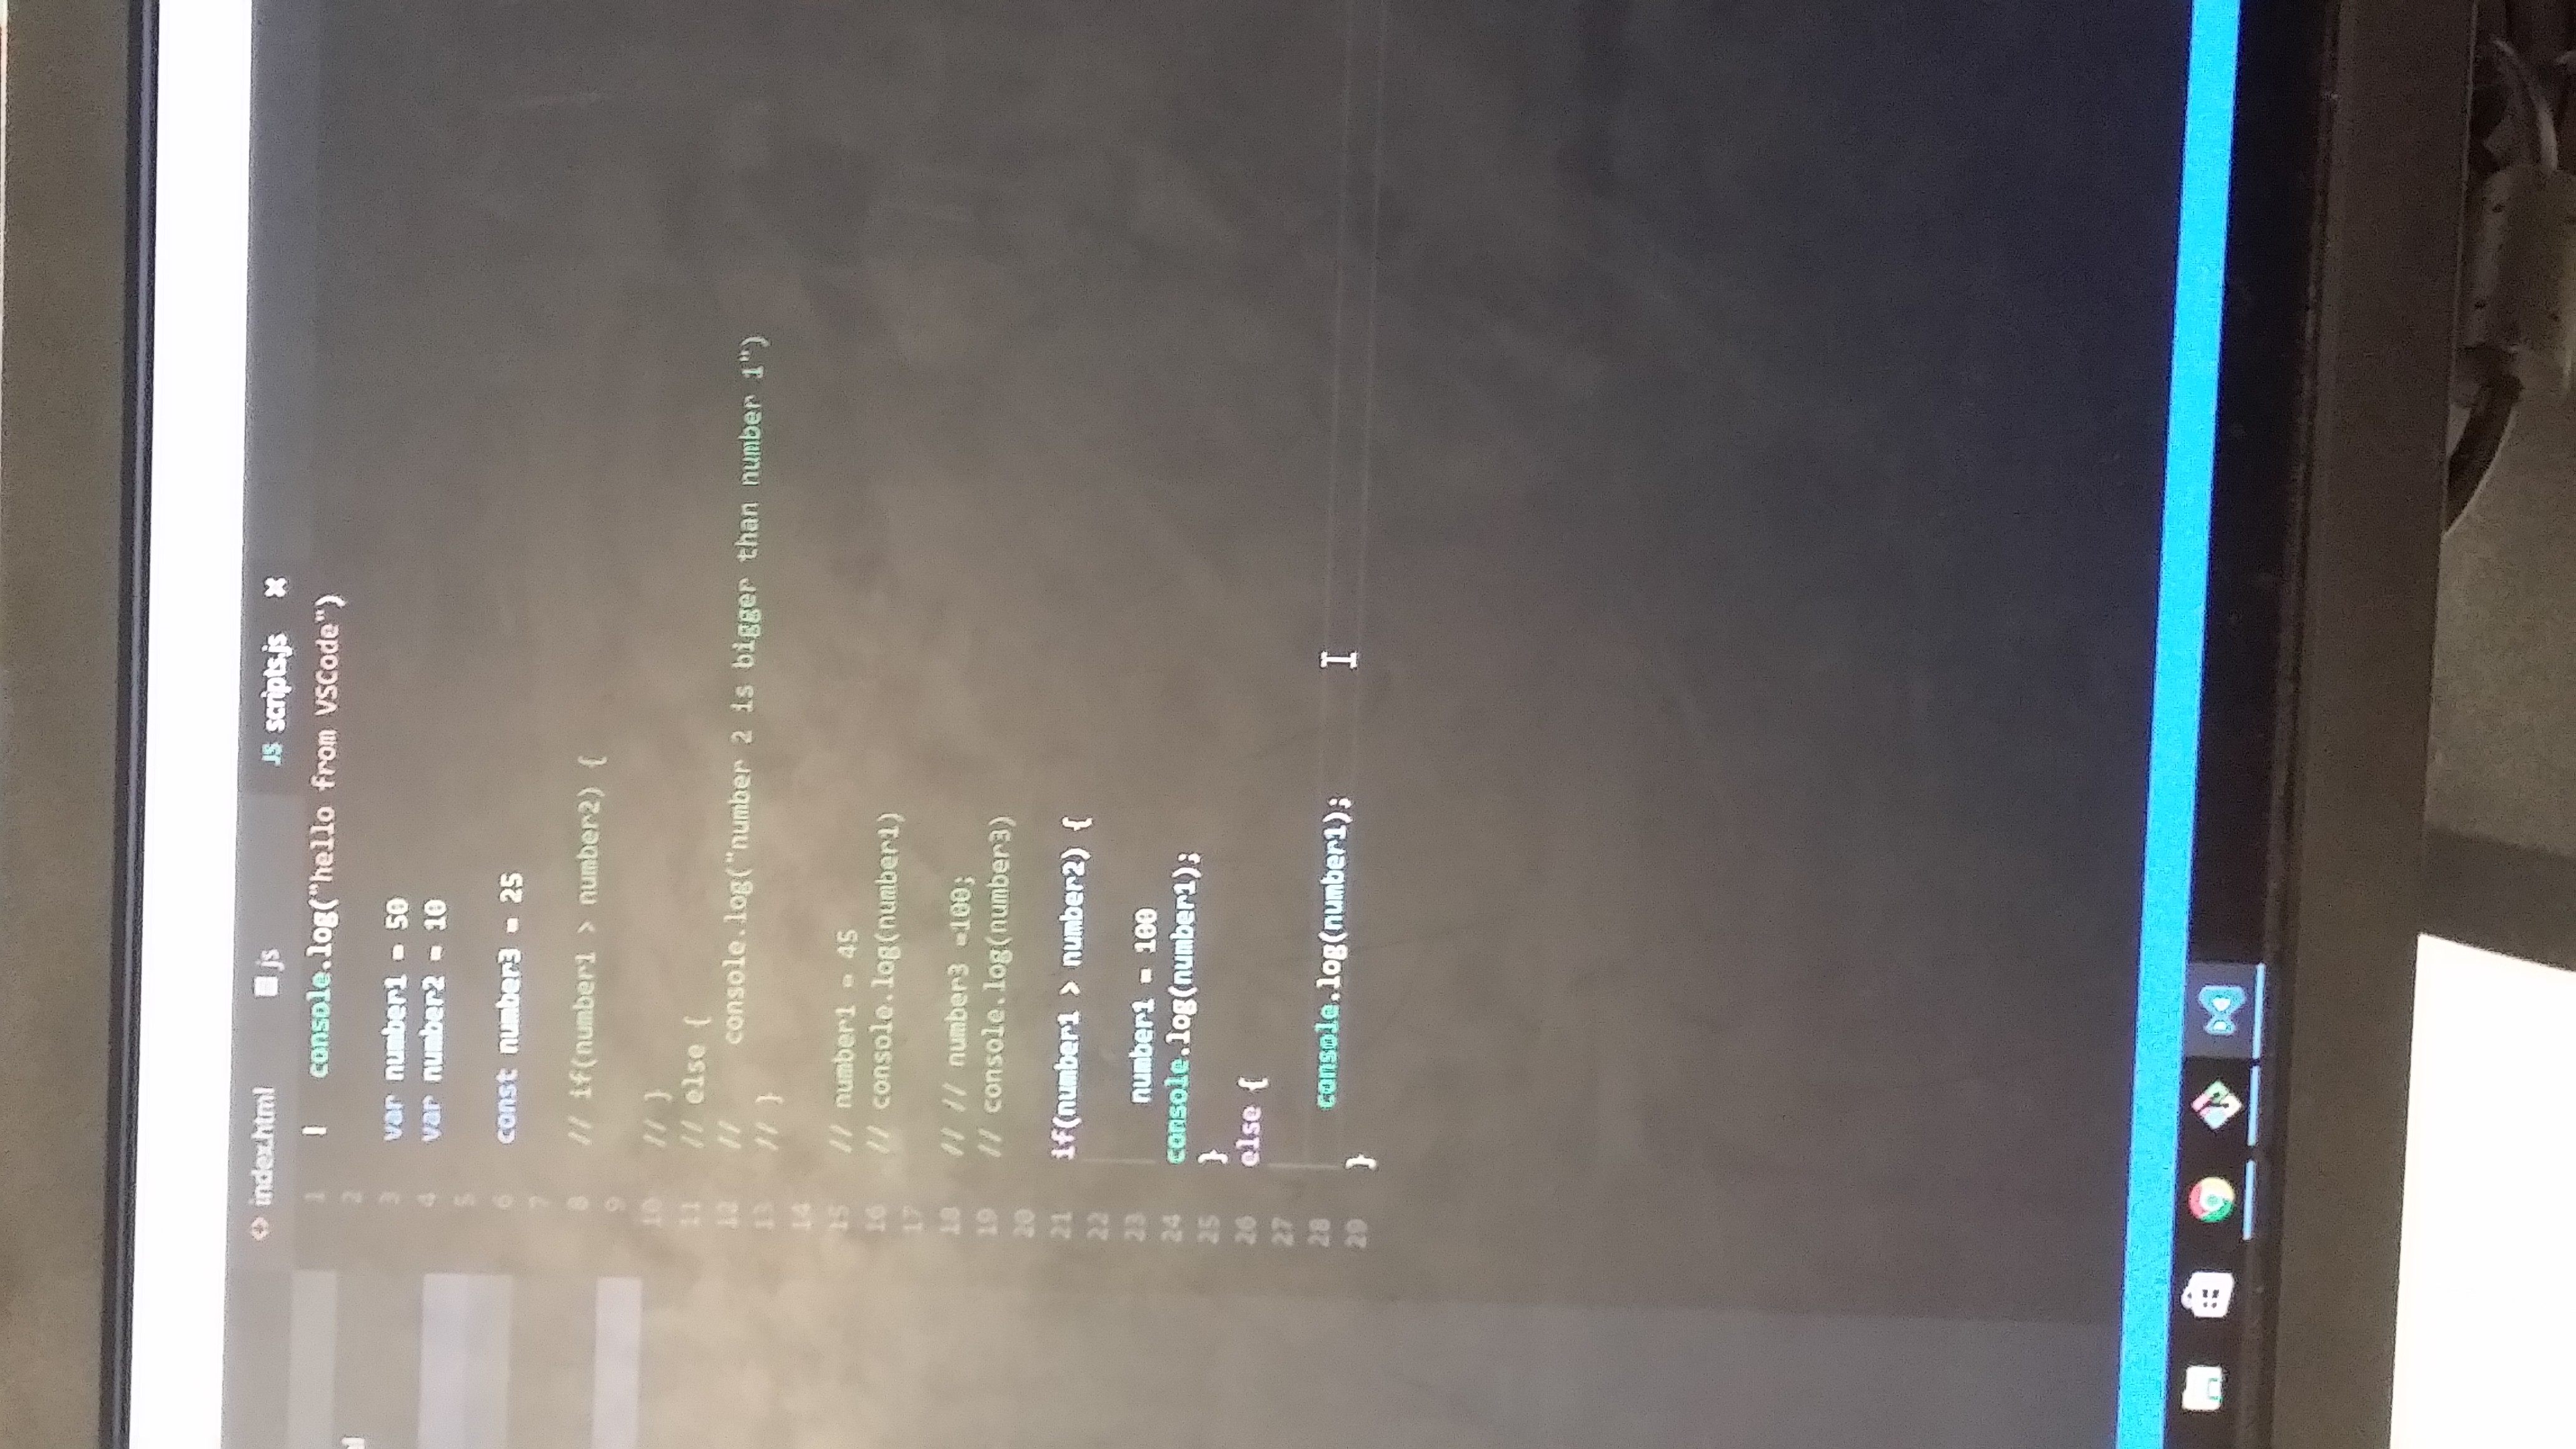 index.html js JS scripts.js
1 console.log("hello from VSCode")
2
3 var number1 = 50
4 var number2 = 10
5
6 const number3 = 25
7
8 // if(number1 > number2) {
9
10 // }
11 // else {
12 //     console.log("number 2 is bigger than number 1")
13 // }
14
15 // number1 = 45
16 // console.log(number1)
17
18 // // number3 =100;
19 // console.log(number3)
20
21 if(number1 > number2) {
22
23     number1 = 100
24 console.log(number1);
25 }
26 else {
27
28     console.log(number1);
29 }